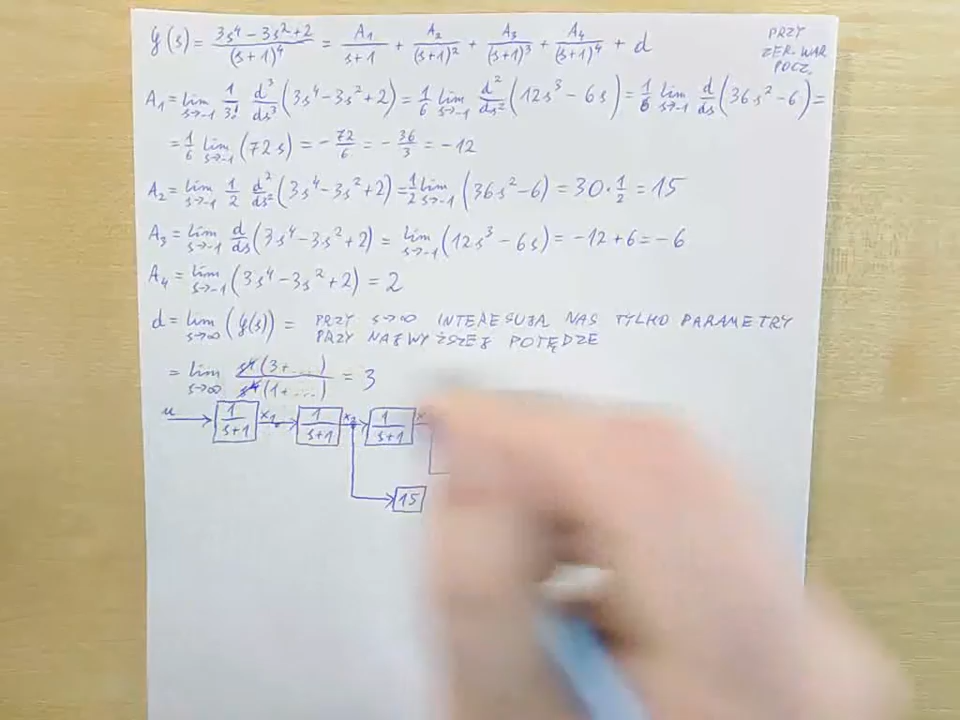 g(s) = (3s⁴ - 3s² + 2)/(s+1)⁴ = A₁/(s+1) + A₂/(s+1)² + A₃/(s+1)³ + A₄/(s+1)⁴ + d
PRZY
ZER. WAR
POCZ.
A₁ = lim s→-1 1/3! d³/ds³ (3s⁴ - 3s² + 2) = 1/6 lim s→-1 d²/ds² (12s³ - 6s) = 1/6 lim s→-1 d/ds (36s² - 6) =
= 1/6 lim s→-1 (72s) = -72/6 = -36/3 = -12
A₂ = lim s→-1 1/2 d²/ds² (3s⁴ - 3s² + 2) = 1/2 lim s→-1 (36s² - 6) = 30 · 1/2 = 15
A₃ = lim s→-1 d/ds (3s⁴ - 3s² + 2) = lim s→-1 (12s³ - 6s) = -12 + 6 = -6
A₄ = lim s→-1 (3s⁴ - 3s² + 2) = 2
d = lim s→∞ (g(s)) = PRZY s→∞ INTERESUJĄ NAS TYLKO PARAMETRY
PRZY NAJWYŻSZEJ POTĘDZE
= lim s→∞ s⁴(3+...)/s⁴(1+...) = 3
u 1/(s+1) x₁ 1/(s+1) x₂ 1/(s+1) x
15